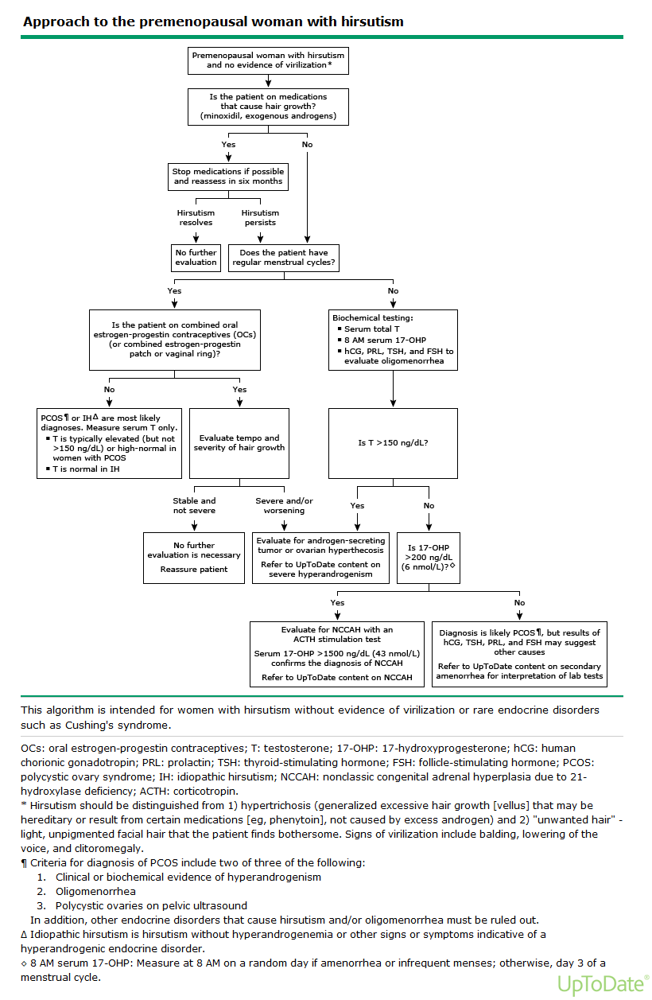 Approach to the premenopausal woman with hirsutism
Premenopausal woman with hirsutism
and no evidence of virilization*
Is the patient on medications
that cause hair growth?
(minoxidil, exogenous androgens)
Yes
No
Stop medications if possible
and reassess in six months
Hirsutism
resolves
Hirsutism
persists
No further
evaluation
Does the patient have
regular menstrual cycles?
Yes
No
Is the patient on combined oral
estrogen-progestin contraceptives (OCs)
(or combined estrogen-progestin
patch or vaginal ring)?
Biochemical testing:
▪ Serum total T
▪ 8 AM serum 17-OHP
▪ hCG, PRL, TSH, and FSH to
evaluate oligomenorrhea
No
Yes
PCOS¶ or IHΔ are most likely
diagnoses. Measure serum T only.
▪ T is typically elevated (but not
>150 ng/dL) or high-normal in
women with PCOS
▪ T is normal in IH
Evaluate tempo and
severity of hair growth
Is T >150 ng/dL?
Stable and
not severe
Severe and/or
worsening
Yes
No
No further
evaluation is necessary
Reassure patient
Evaluate for androgen-secreting
tumor or ovarian hyperthecosis
Refer to UpToDate content on
severe hyperandrogenism
Is 17-OHP
>200 ng/dL
(6 nmol/L)?◊
Yes
No
Evaluate for NCCAH with an
ACTH stimulation test
Serum 17-OHP >1500 ng/dL (43 nmol/L)
confirms the diagnosis of NCCAH
Refer to UpToDate content on NCCAH
Diagnosis is likely PCOS¶, but results of
hCG, TSH, PRL, and FSH may suggest
other causes
Refer to UpToDate content on secondary
amenorrhea for interpretation of lab tests
This algorithm is intended for women with hirsutism without evidence of virilization or rare endocrine disorders
such as Cushing's syndrome.
OCs: oral estrogen-progestin contraceptives; T: testosterone; 17-OHP: 17-hydroxyprogesterone; hCG: human
chorionic gonadotropin; PRL: prolactin; TSH: thyroid-stimulating hormone; FSH: follicle-stimulating hormone; PCOS:
polycystic ovary syndrome; IH: idiopathic hirsutism; NCCAH: nonclassic congenital adrenal hyperplasia due to 21-
hydroxylase deficiency; ACTH: corticotropin.
* Hirsutism should be distinguished from 1) hypertrichosis (generalized excessive hair growth [vellus] that may be
hereditary or result from certain medications [eg, phenytoin], not caused by excess androgen) and 2) "unwanted hair" -
light, unpigmented facial hair that the patient finds bothersome. Signs of virilization include balding, lowering of the
voice, and clitoromegaly.
¶ Criteria for diagnosis of PCOS include two of three of the following:
1. Clinical or biochemical evidence of hyperandrogenism
2. Oligomenorrhea
3. Polycystic ovaries on pelvic ultrasound
In addition, other endocrine disorders that cause hirsutism and/or oligomenorrhea must be ruled out.
Δ Idiopathic hirsutism is hirsutism without hyperandrogenemia or other signs or symptoms indicative of a
hyperandrogenic endocrine disorder.
◊ 8 AM serum 17-OHP: Measure at 8 AM on a random day if amenorrhea or infrequent menses; otherwise, day 3 of a
menstrual cycle.
UpToDate®